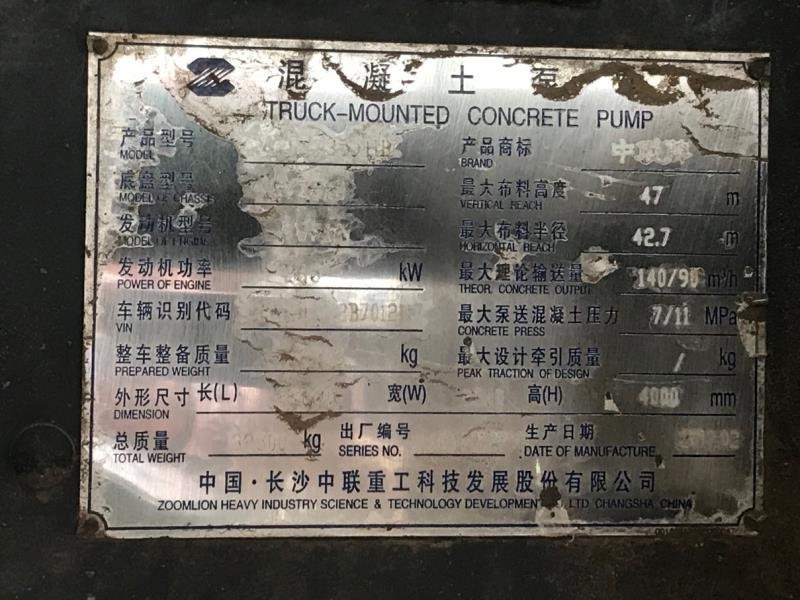 混凝土泵
TRUCK-MOUNTED CONCRETE PUMP
产品型号 产品商标
MODEL BRAND
底盘型号 最大布料高度 47 m
MODEL OF CHASSIS VERTICAL REACH
发动机型号 最大布料半径 42.7 m
MODEL OF ENGINE HORIZONTAL REACH
发动机功率 kW 最大理论输送量 140/90 m³/h
POWER OF ENGINE THEOR. CONCRETE OUTPUT
车辆识别代码 最大泵送混凝土压力 7/11 MPa
VIN CONCRETE PRESS
整车整备质量 kg 最大设计牵引质量 / kg
PREPARED WEIGHT PEAK TRACTION OF DESIGN
外形尺寸 长(L) 宽(W) 高(H) 4000 mm
DIMENSION
总质量 kg 出厂编号 生产日期
TOTAL WEIGHT SERIES NO. DATE OF MANUFACTURE
中国·长沙中联重工科技发展股份有限公司
ZOOMLION HEAVY INDUSTRY SCIENCE & TECHNOLOGY DEVELOPMENT CO., LTD CHANGSHA, CHINA